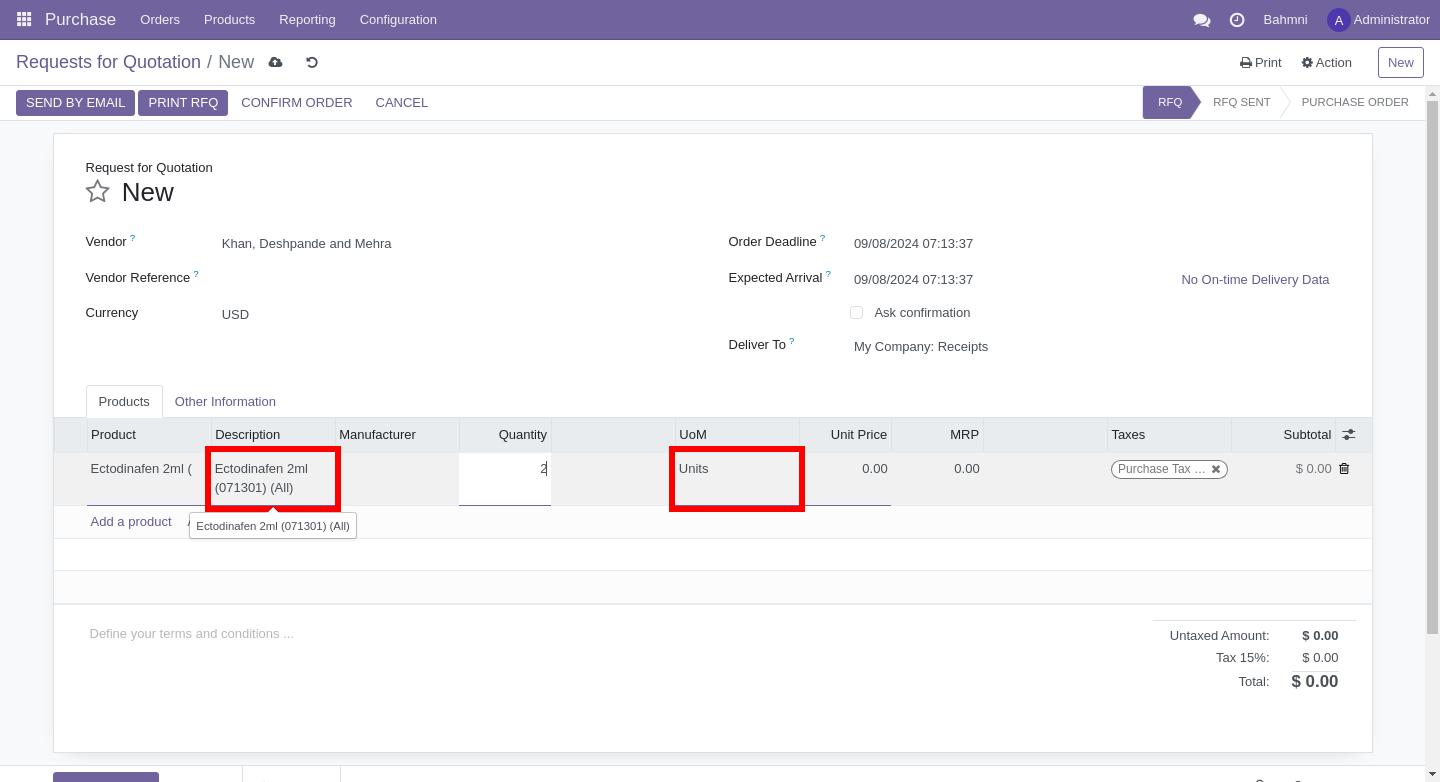 Purchase Orders Products Reporting Configuration Bahmni A Administrator
Requests for Quotation / New Print Action New
SEND BY EMAIL PRINT RFQ CONFIRM ORDER CANCEL RFQ RFQ SENT PURCHASE ORDER
Request for Quotation
New
Vendor ? Khan, Deshpande and Mehra Order Deadline ? 09/08/2024 07:13:37
Vendor Reference ? Expected Arrival ? 09/08/2024 07:13:37 No On-time Delivery Data
Currency USD Ask confirmation
Deliver To ? My Company: Receipts
Products Other Information
Product Description Manufacturer Quantity UoM Unit Price MRP Taxes Subtotal
Ectodinafen 2ml ( Ectodinafen 2ml 2 Units 0.00 0.00 Purchase Tax ... $ 0.00
(071301) (All)
Add a product
Ectodinafen 2ml (071301) (All)
Define your terms and conditions ...
Untaxed Amount: $ 0.00
Tax 15%: $ 0.00
Total: $ 0.00